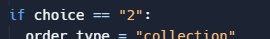 if choice == "2":
order_type = "collection"